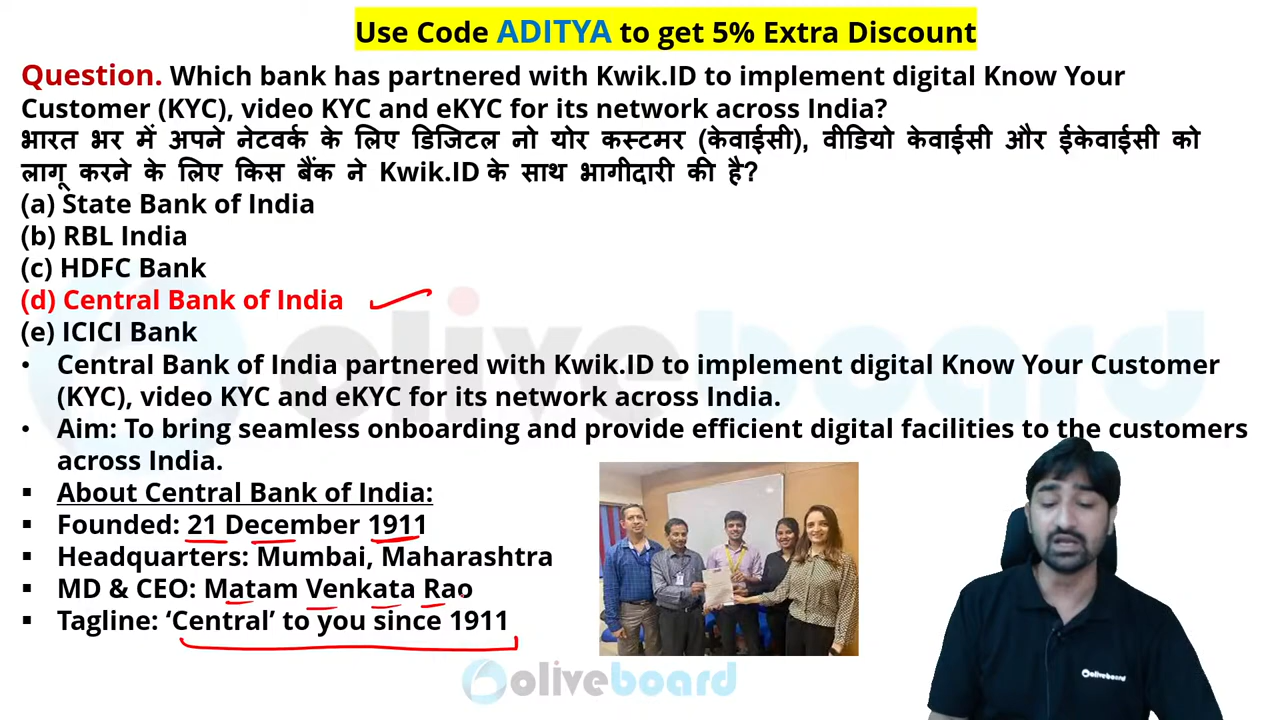 Use Code ADITYA to get 5% Extra Discount
Question. Which bank has partnered with Kwik.ID to implement digital Know Your
Customer (KYC), video KYC and eKYC for its network across India?
भारत भर में अपने नेटवर्क के लिए डिजिटल नो योर कस्टमर (केवाईसी), वीडियो केवाईसी और ईकेवाईसी को
लागू करने के लिए किस बैंक ने Kwik.ID के साथ भागीदारी की है?
(a) State Bank of India
(b) RBL India
(c) HDFC Bank
(d) Central Bank of India
(e) ICICI Bank
• Central Bank of India partnered with Kwik.ID to implement digital Know Your Customer
(KYC), video KYC and eKYC for its network across India.
• Aim: To bring seamless onboarding and provide efficient digital facilities to the customers
across India.
▪ About Central Bank of India:
▪ Founded: 21 December 1911
▪ Headquarters: Mumbai, Maharashtra
▪ MD & CEO: Matam Venkata Rao
▪ Tagline: ‘Central’ to you since 1911
oliveboard
oliveboard
oliveboard